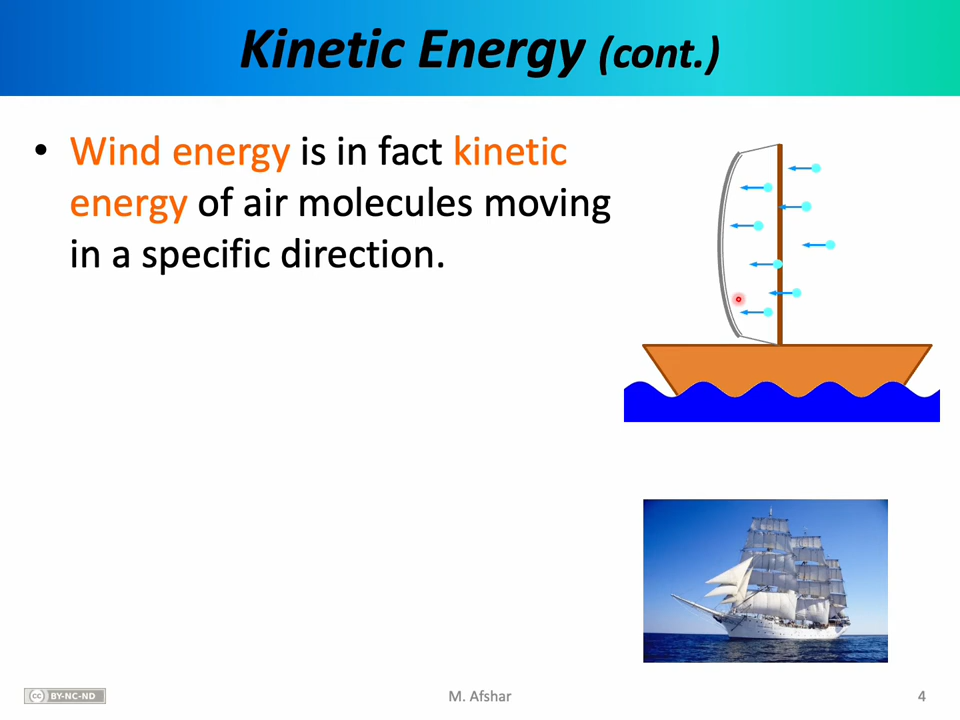 Kinetic Energy (cont.)
• Wind energy is in fact kinetic
energy of air molecules moving
in a specific direction.
cc BY-NC-ND
M. Afshar
4